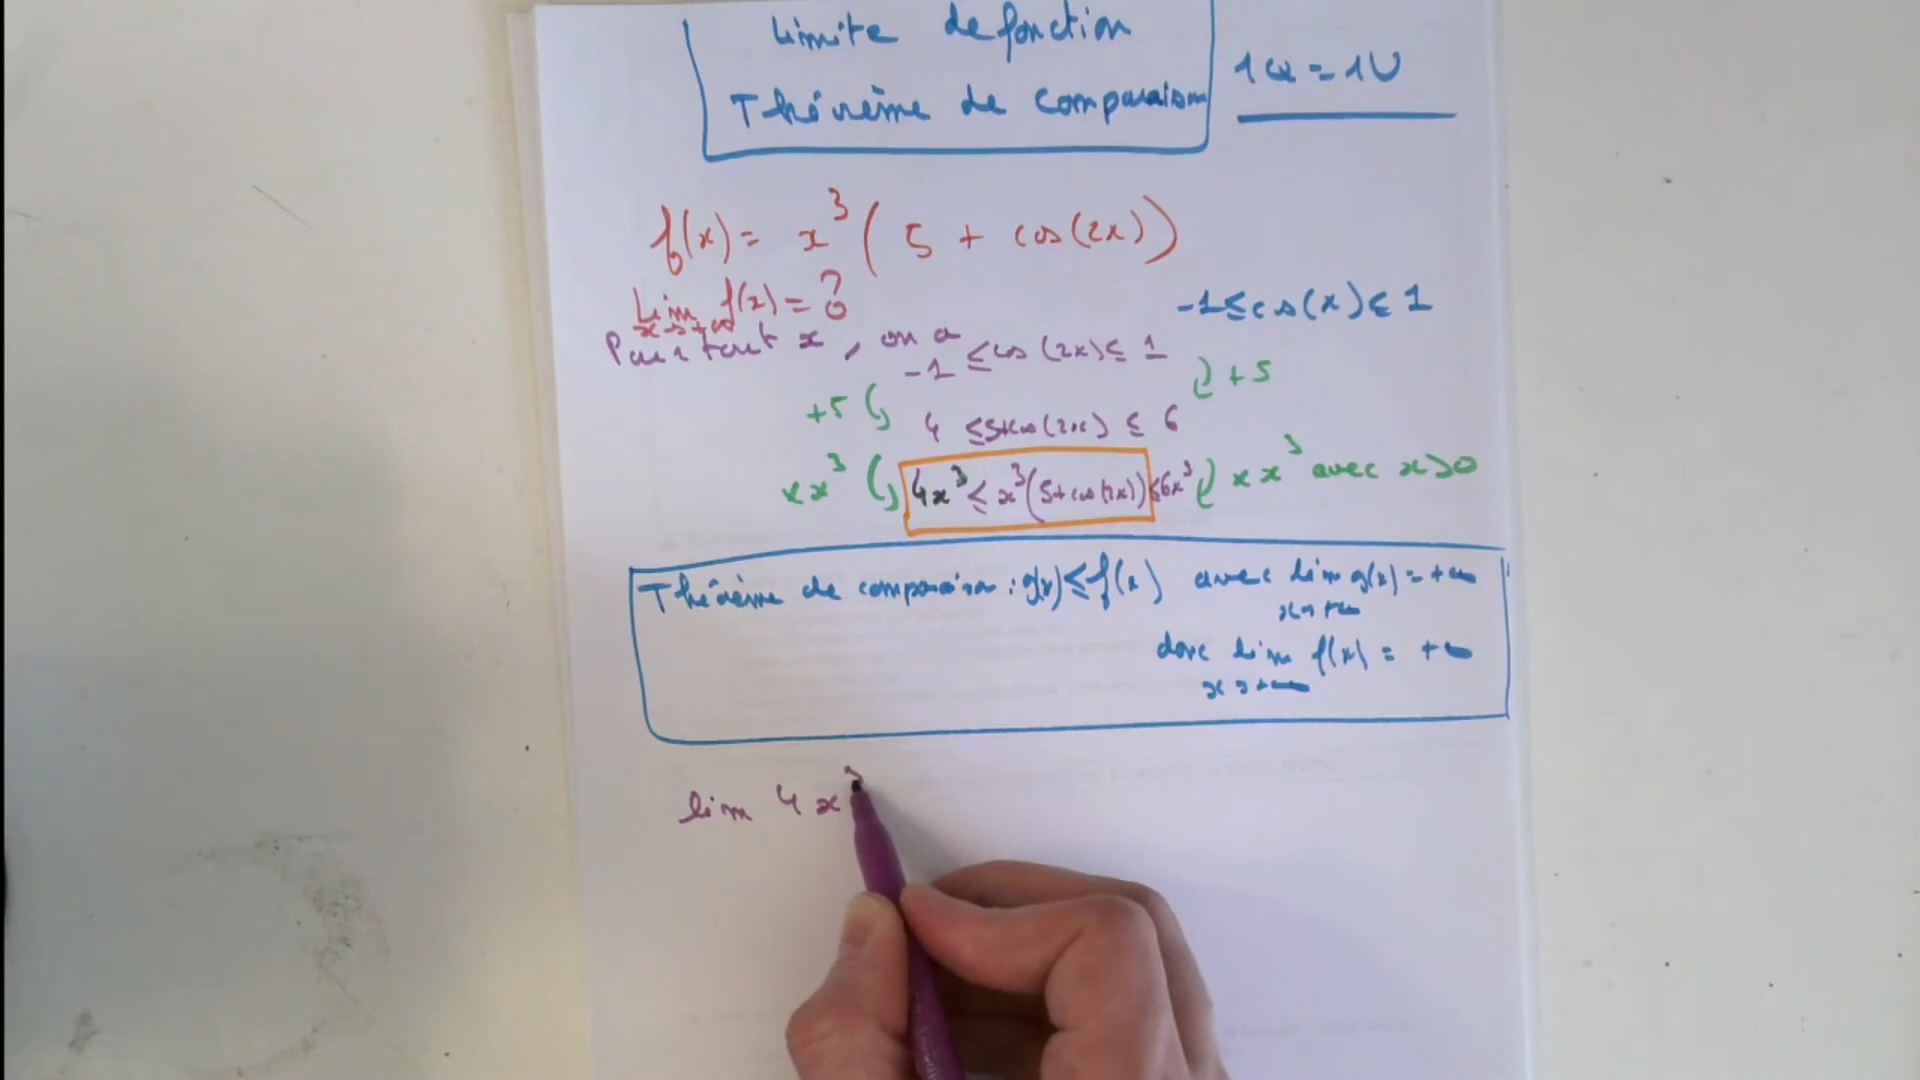 Limite de fonction
Théorème de comparaison
1Q = 1V
f(x) = x³ ( 5 + cos(2x))
Lim f(x) = ?
x→+∞
-1 ≤ cos(x) ≤ 1
Pour tout x , on a
-1 ≤ cos (2x) ≤ 1
+5 +5
4 ≤ 5+cos(2x) ≤ 6
× x³ 4x³ ≤ x³(5+cos(2x)) ≤ 6x³ × x³ avec x>0
Théorème de comparaison : g(x) ≤ f(x) avec lim g(x) = +∞
x→+∞
donc lim f(x) = +∞
x→+∞
lim 4x³